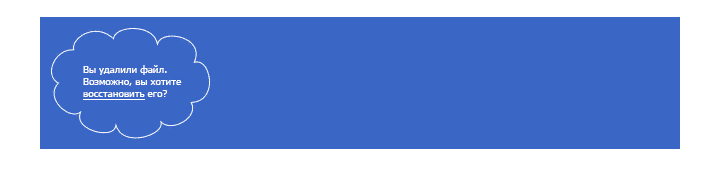 Вы удалили файл.
Возможно, вы хотите
восстановить его?